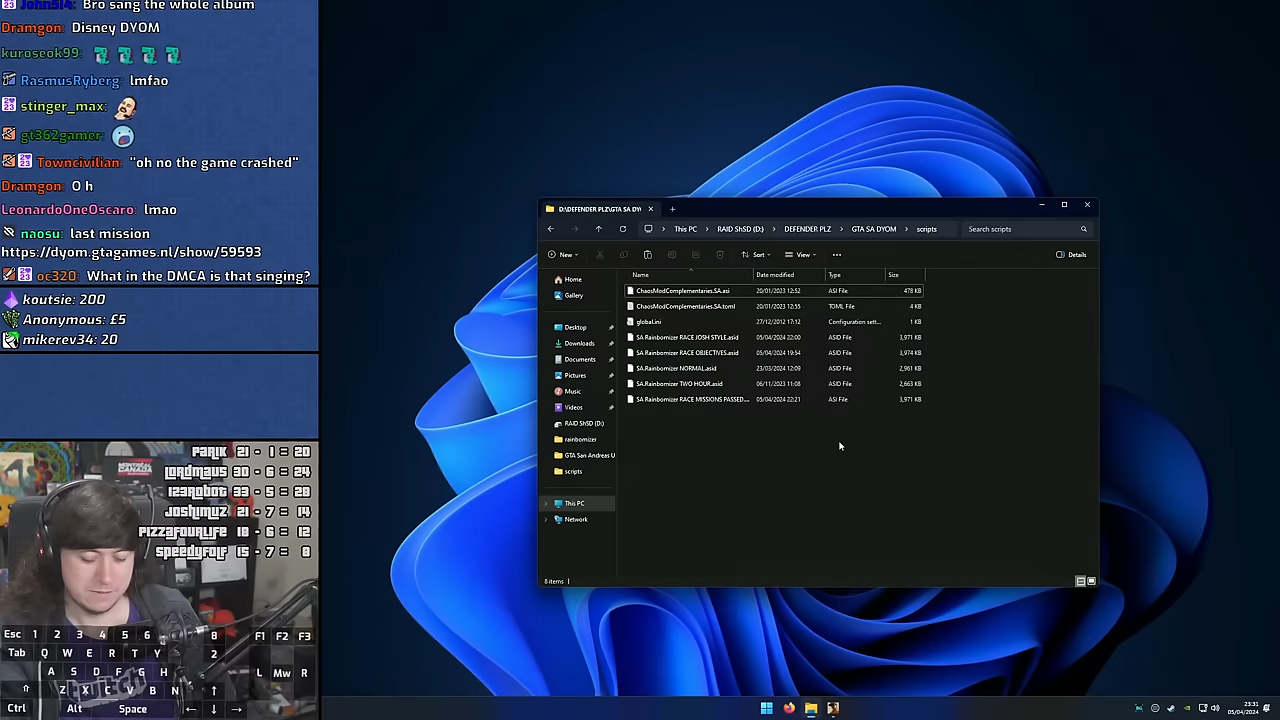 John514: Bro sang the whole album
Dramgon: Disney DYOM
kuroseok99:
RasmusRyberg: lmfao
stinger_max:
gt362gamer:
Towncivilian: "oh no the game crashed"
Dramgon: O h
LeonardoOneOscaro: lmao
naosu: last mission
https://dyom.gtagames.nl/show/59593
oc320: What in the DMCA is that singing?
koutsie: 200
Anonymous: £5
mikerev34: 20
PARIK 21 - 1 = 20
LORDMAUS 30 - 6 = 24
123ROBOT 33 - 5 = 28
JOSHIMUZ 21 - 7 = 14
PIZZAFOURLIFE 18 - 6 = 12
SPEEDYFOLF 15 - 7 = 8
Esc 1 2 3 4 5 6 8 F1 F2 F3
Tab Q W E R T Y 2
A S D F G H L Mw R
Z X C V B N
Ctrl Alt Space
D:\DEFENDER PLZ\GTA SA DY
This PC RAID ShSD (D:) DEFENDER PLZ GTA SA DYOM scripts Search scripts
New Sort View Details
Name Date modified Type Size
ChaosModComplementaries.SA.asi 20/01/2023 12:52 ASI File 478 KB
ChaosModComplementaries.SA.toml 20/01/2023 12:55 TOML File 4 KB
global.ini 27/12/2012 17:12 Configuration sett... 1 KB
SA Rainbomizer RACE JOSH STYLE.asid 05/04/2024 22:00 ASID File 3,971 KB
SA Rainbomizer RACE OBJECTIVES.asid 05/04/2024 19:54 ASID File 3,974 KB
SA.Rainbomizer NORMAL.asid 23/03/2024 12:09 ASID File 2,961 KB
SA.Rainbomizer TWO HOUR.asid 06/11/2023 11:08 ASID File 2,663 KB
SA Rainbomizer RACE MISSIONS PASSED.... 05/04/2024 22:21 ASI File 3,971 KB
Home
Gallery
Desktop
Downloads
Documents
Pictures
Music
Videos
RAID ShSD (D:)
rainbomizer
GTA San Andreas U
scripts
This PC
Network
8 items
23:31
05/04/2024